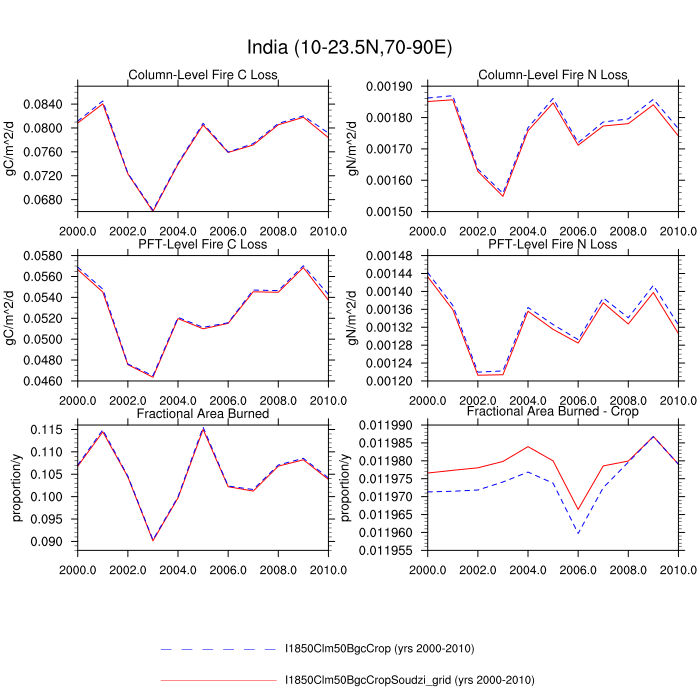 India (10-23.5N,70-90E)
Column-Level Fire C Loss
gC/m^2/d
0.0840
0.0800
0.0760
0.0720
0.0680
2000.0 2002.0 2004.0 2006.0 2008.0 2010.0
Column-Level Fire N Loss
gN/m^2/d
0.00190
0.00180
0.00170
0.00160
0.00150
2000.0 2002.0 2004.0 2006.0 2008.0 2010.0
PFT-Level Fire C Loss
gC/m^2/d
0.0580
0.0560
0.0540
0.0520
0.0500
0.0480
0.0460
2000.0 2002.0 2004.0 2006.0 2008.0 2010.0
PFT-Level Fire N Loss
gN/m^2/d
0.00148
0.00144
0.00140
0.00136
0.00132
0.00128
0.00124
0.00120
2000.0 2002.0 2004.0 2006.0 2008.0 2010.0
Fractional Area Burned
proportion/y
0.115
0.110
0.105
0.100
0.095
0.090
2000.0 2002.0 2004.0 2006.0 2008.0 2010.0
Fractional Area Burned - Crop
proportion/y
0.011990
0.011985
0.011980
0.011975
0.011970
0.011965
0.011960
0.011955
2000.0 2002.0 2004.0 2006.0 2008.0 2010.0
I1850Clm50BgcCrop (yrs 2000-2010)
I1850Clm50BgcCropSoudzi_grid (yrs 2000-2010)